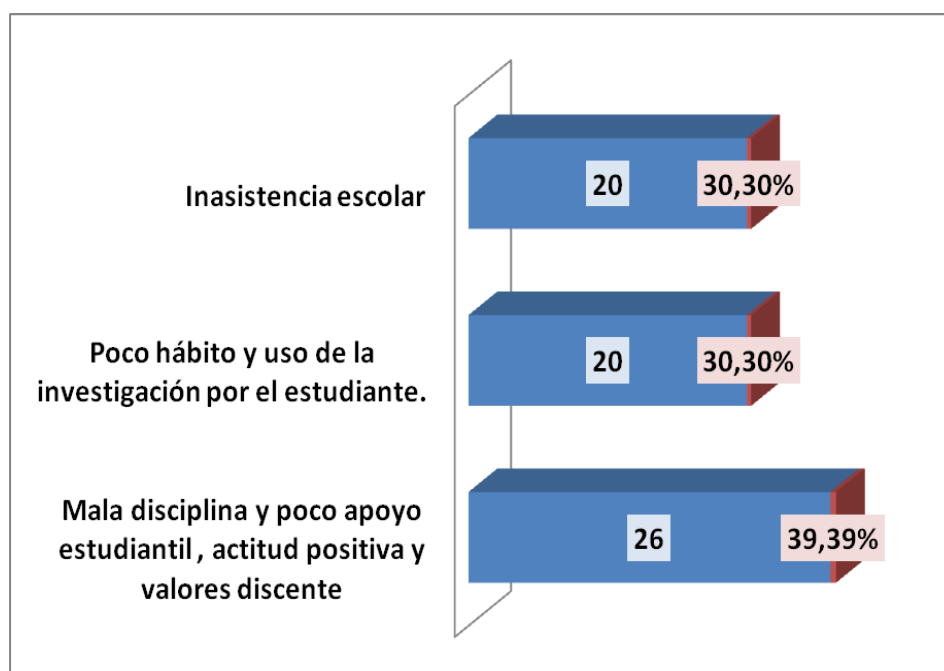 Inasistencia escolar
20
30,30%
Poco hábito y uso de la
investigación por el estudiante.
20
30,30%
Mala disciplina y poco apoyo
estudiantil , actitud positiva y
valores discente
26
39,39%